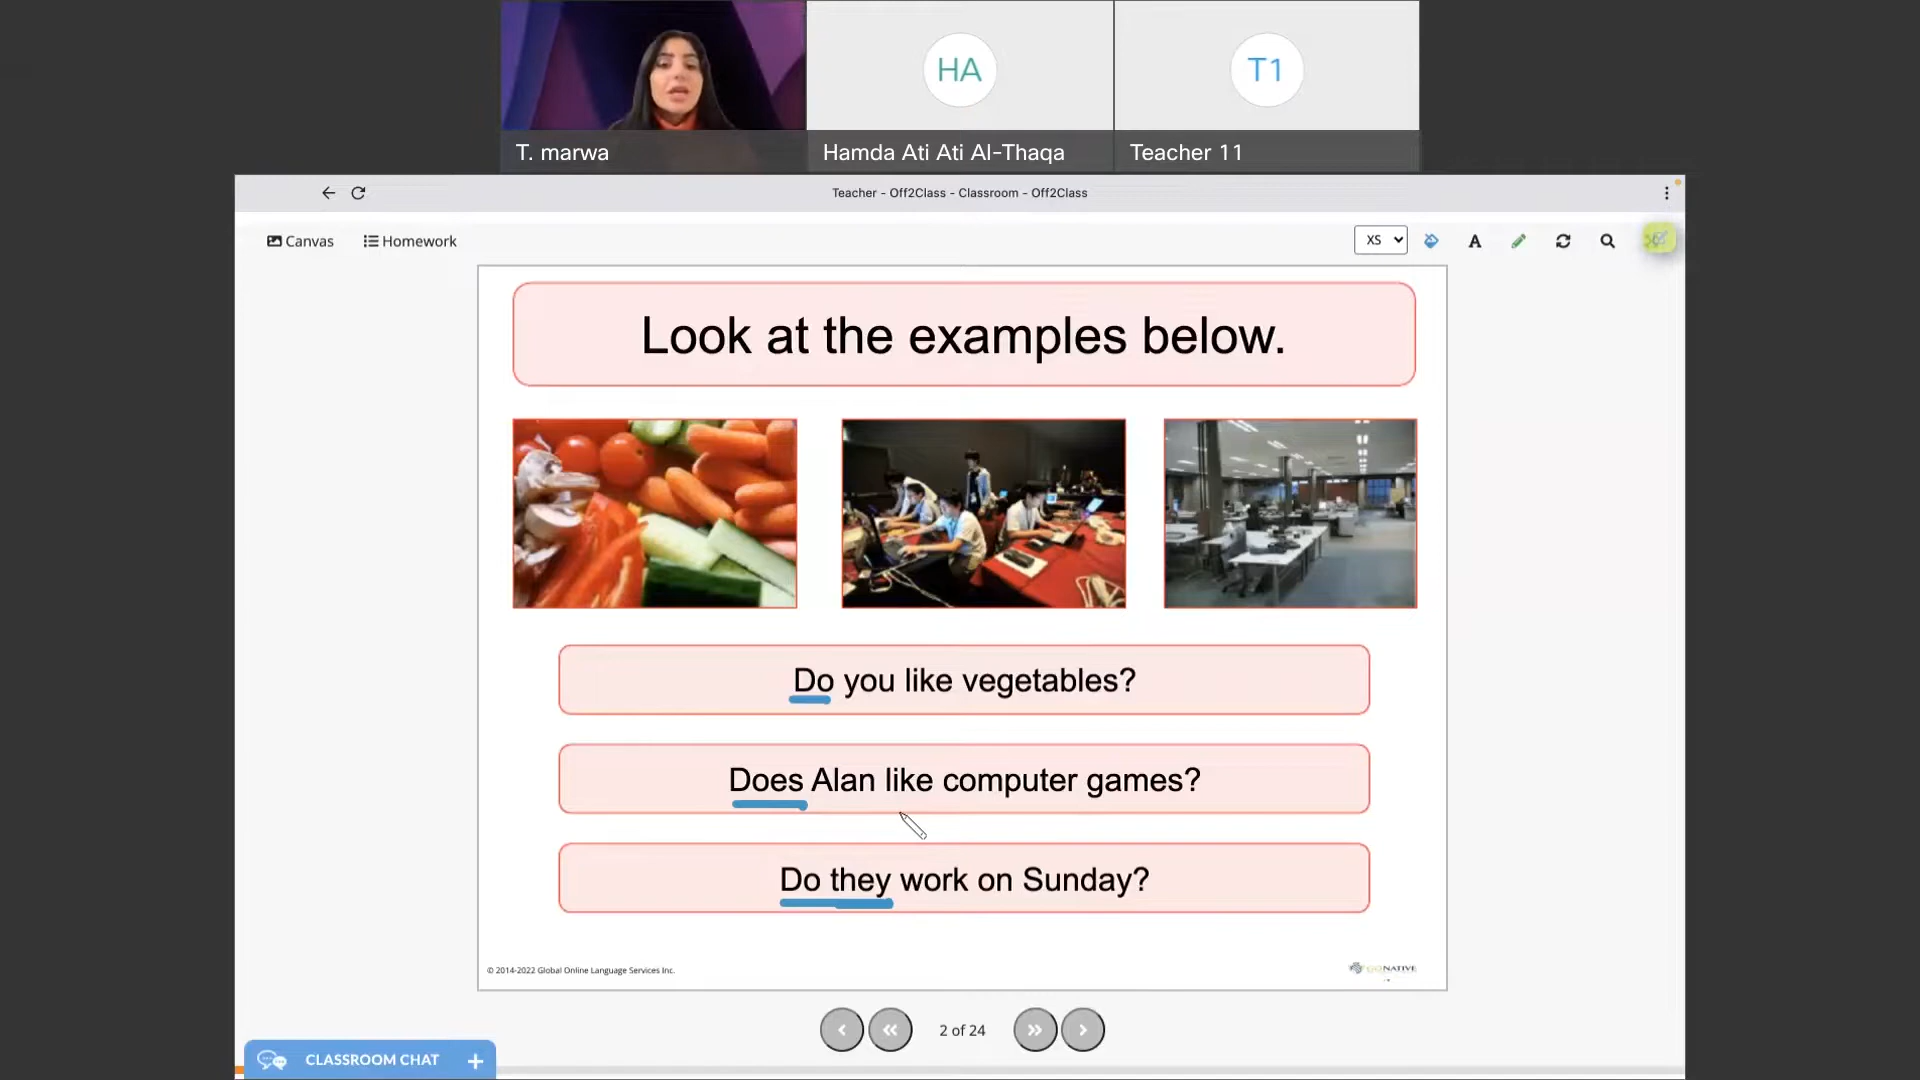 HA
T1
T. marwa
Hamda Ati Ati Al-Thaqa
Teacher 11
Teacher - Off2Class - Classroom - Off2Class
Canvas
Homework
XS
A
Look at the examples below.
Do you like vegetables?
Does Alan like computer games?
Do they work on Sunday?
© 2014-2022 Global Online Language Services Inc.
GONATIVE
2 of 24
CLASSROOM CHAT